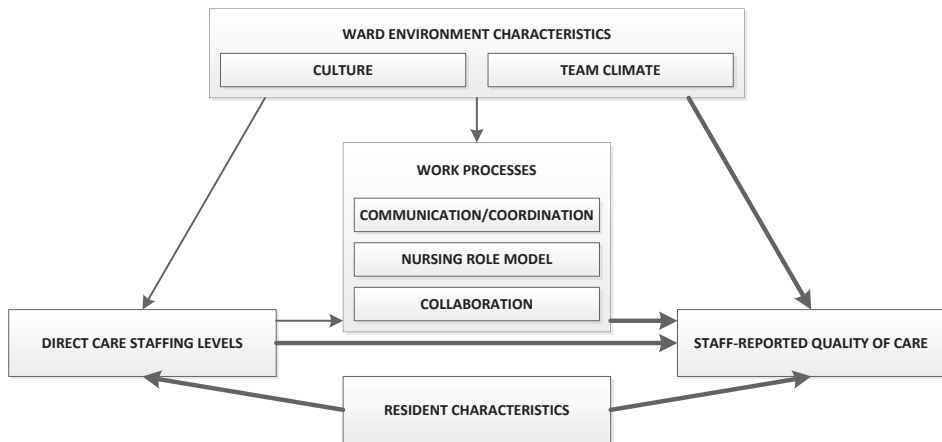 WARD ENVIRONMENT CHARACTERISTICS
CULTURE
TEAM CLIMATE
WORK PROCESSES
COMMUNICATION/COORDINATION
NURSING ROLE MODEL
COLLABORATION
DIRECT CARE STAFFING LEVELS
STAFF-REPORTED QUALITY OF CARE
RESIDENT CHARACTERISTICS